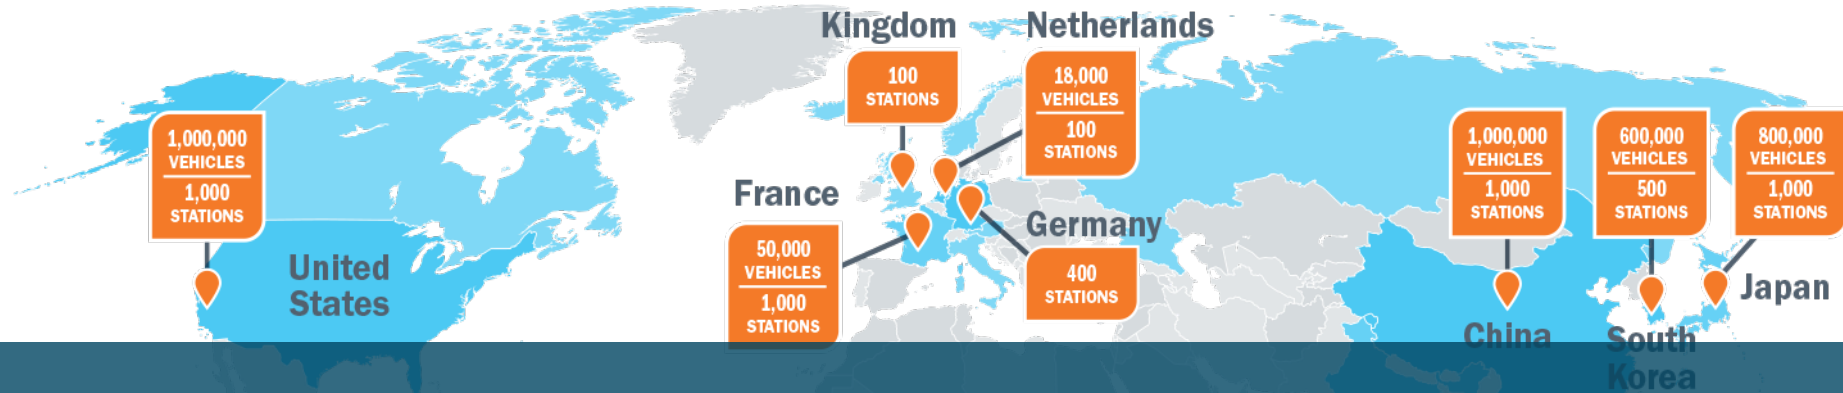 Kingdom
100
STATIONS
Netherlands
18,000
VEHICLES
100
STATIONS
1,000,000
VEHICLES
1,000
STATIONS
United
States
France
50,000
VEHICLES
1,000
STATIONS
Germany
400
STATIONS
1,000,000
VEHICLES
1,000
STATIONS
China
600,000
VEHICLES
500
STATIONS
South
Korea
800,000
VEHICLES
1,000
STATIONS
Japan